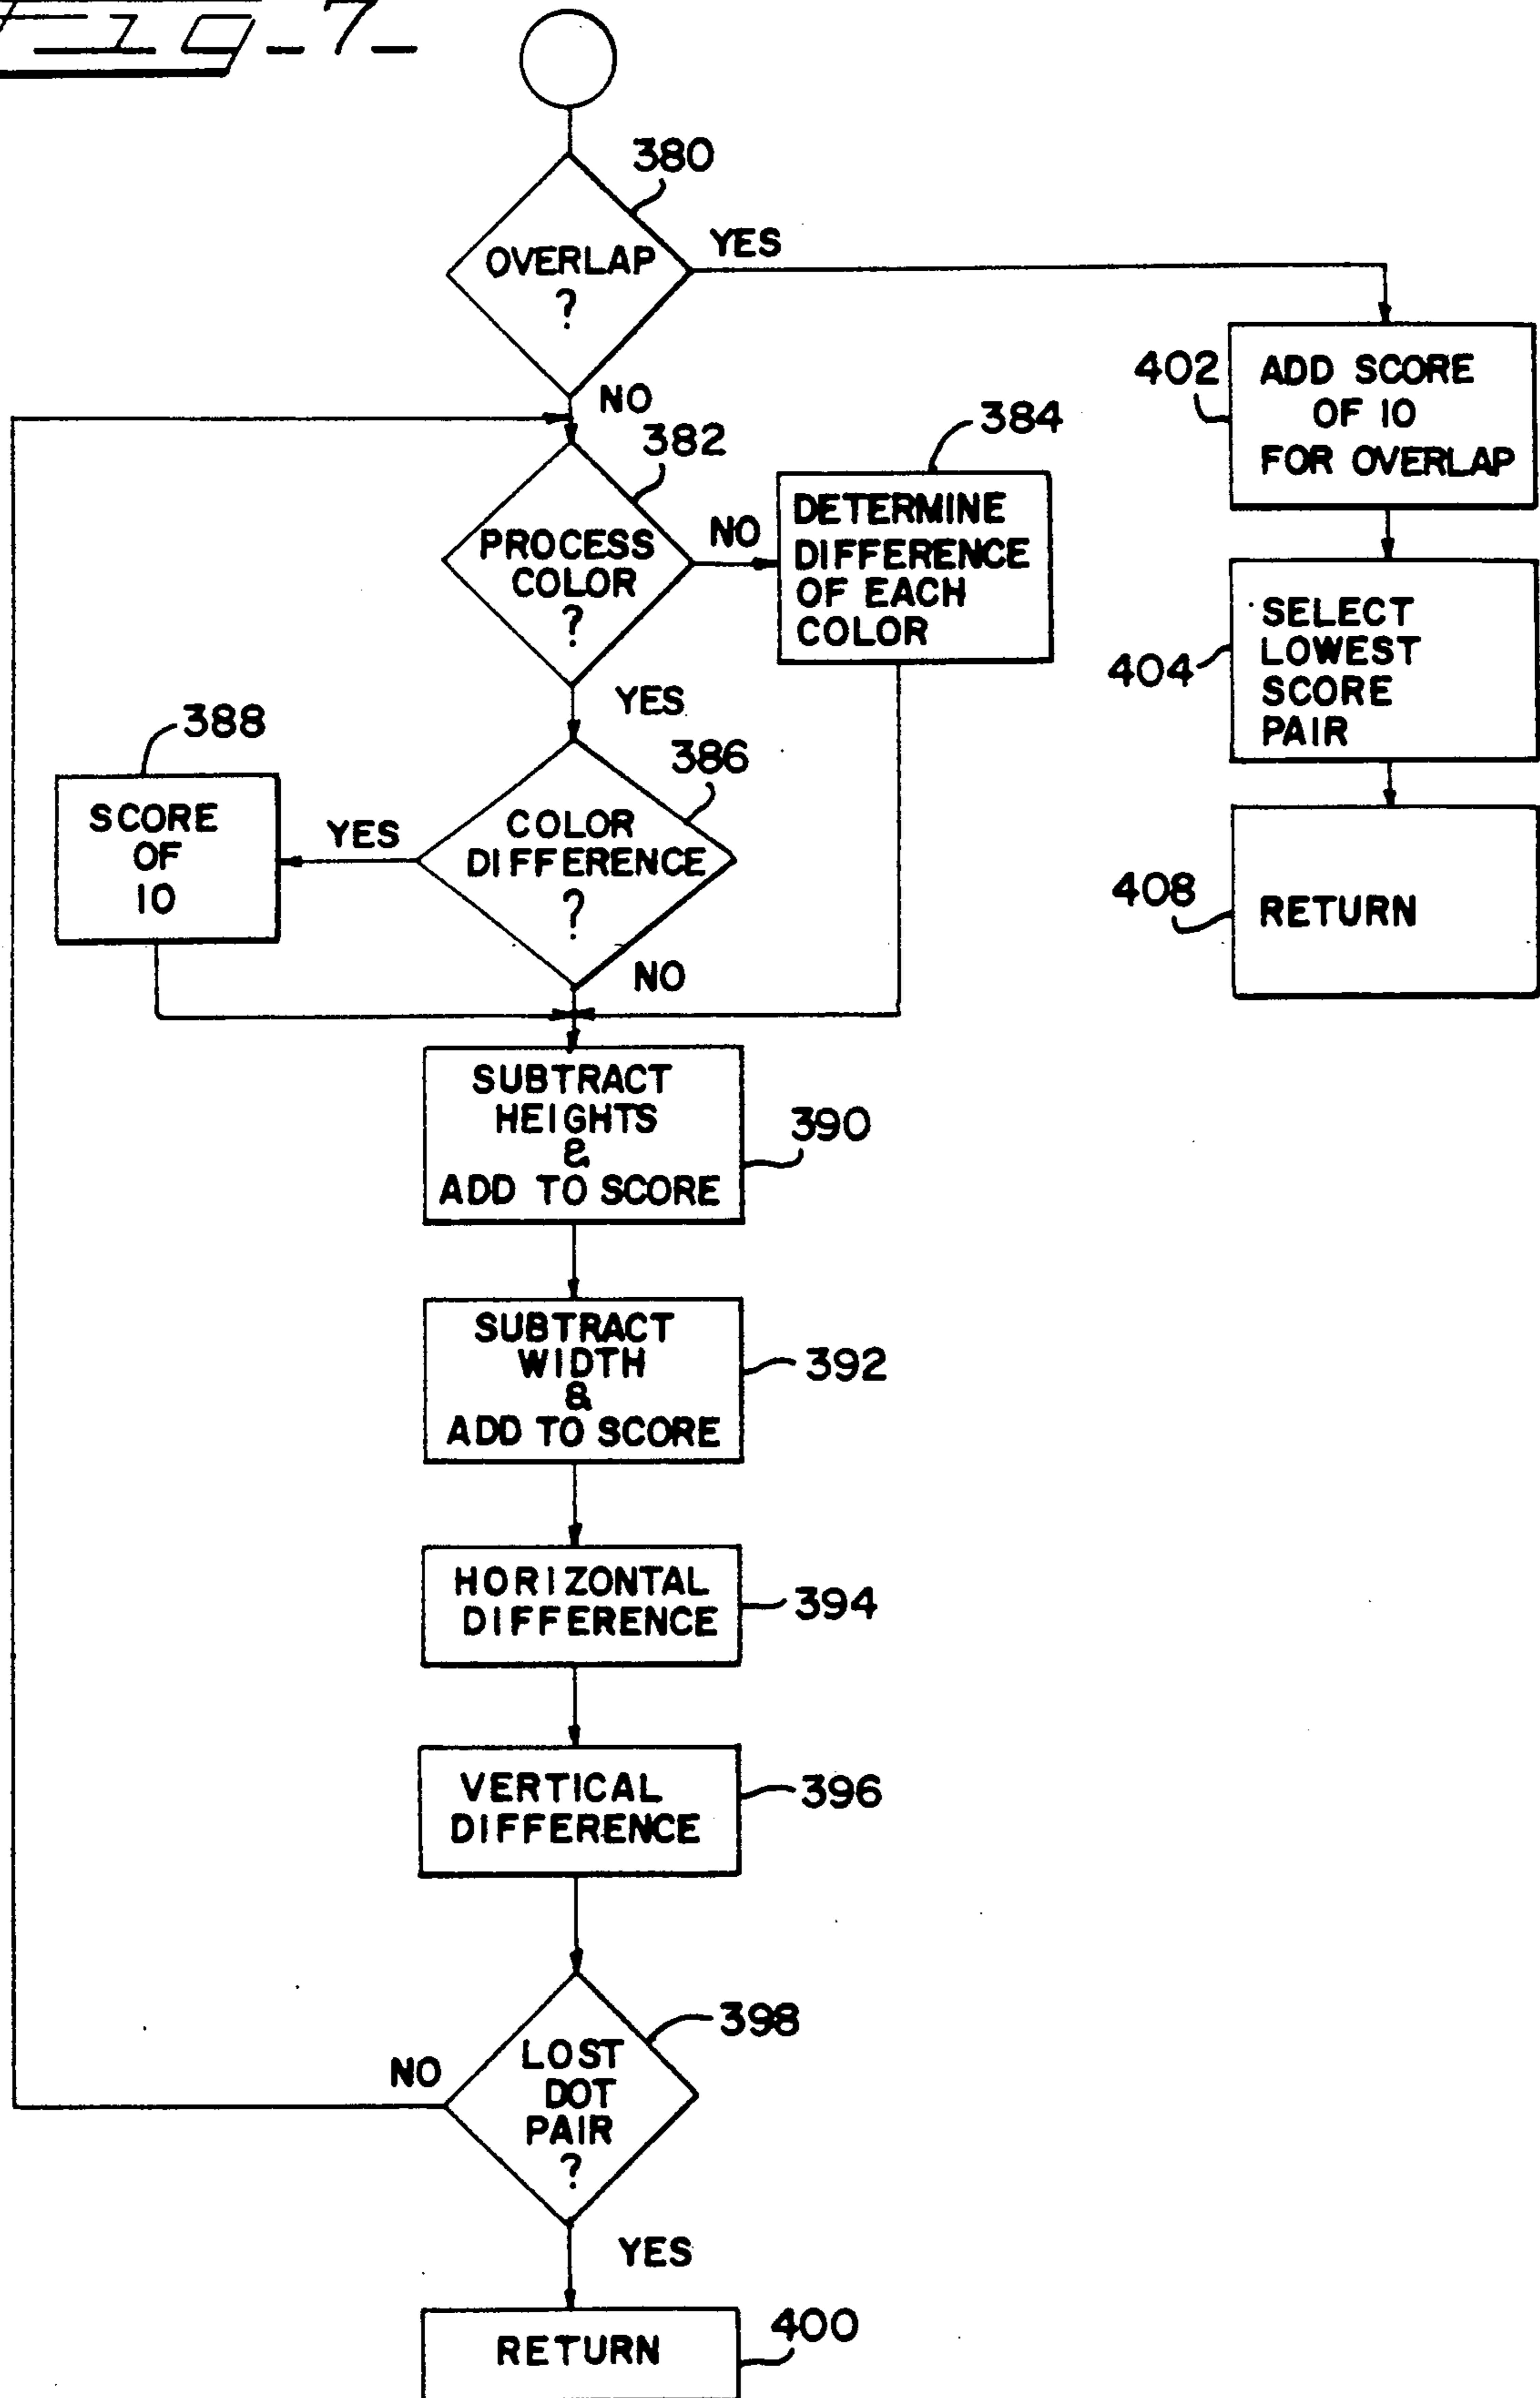 Fig-7-
380
OVERLAP
?
YES
NO
402
ADD SCORE
OF 10
FOR OVERLAP
382
384
PROCESS
COLOR
?
NO
DETERMINE
DIFFERENCE
OF EACH
COLOR
404
SELECT
LOWEST
SCORE
PAIR
YES
388
386
SCORE
OF
10
YES
COLOR
DIFFERENCE
?
NO
408
RETURN
SUBTRACT
HEIGHTS
&
ADD TO SCORE
390
SUBTRACT
WIDTH
&
ADD TO SCORE
392
HORIZONTAL
DIFFERENCE
394
VERTICAL
DIFFERENCE
396
398
NO
LOST
DOT
PAIR
?
YES
RETURN
400